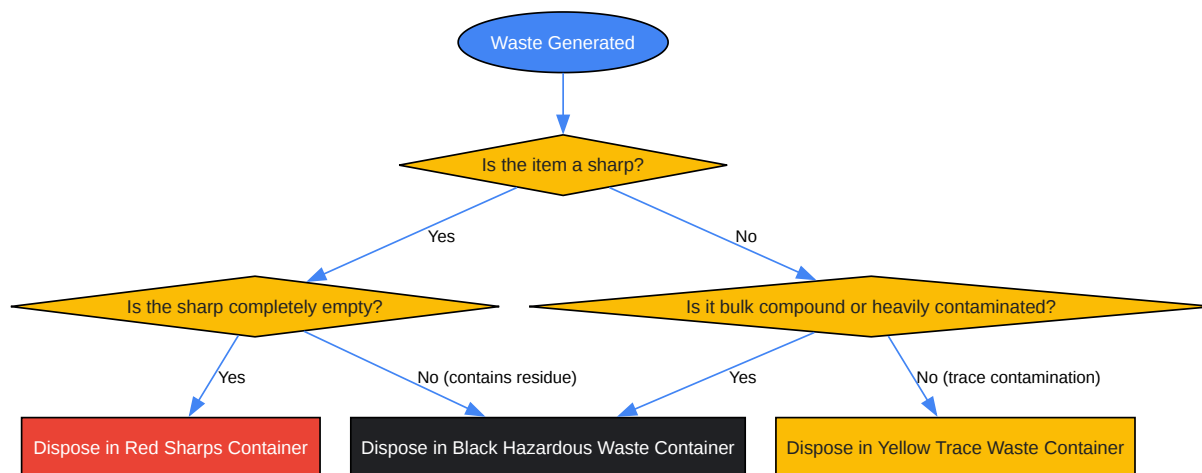 Waste Generated
Is the item a sharp?
Yes
No
Is the sharp completely empty?
Is it bulk compound or heavily contaminated?
Yes
No (contains residue)
Yes
No (trace contamination)
Dispose in Red Sharps Container
Dispose in Black Hazardous Waste Container
Dispose in Yellow Trace Waste Container